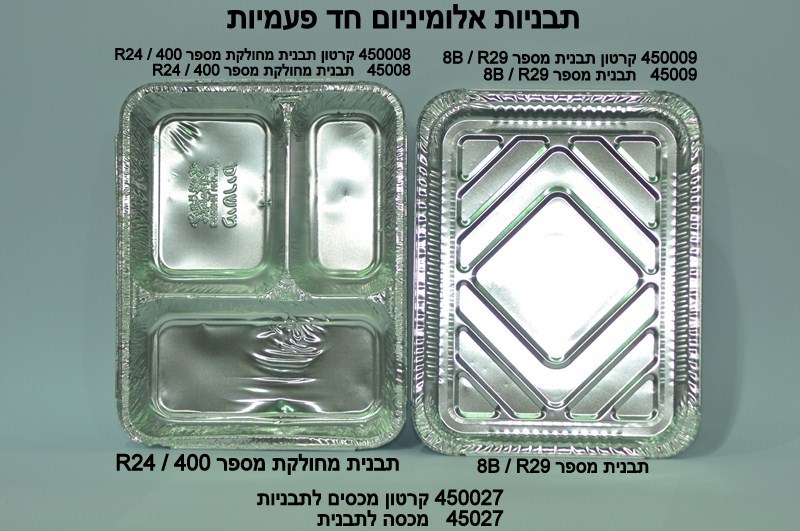 תבניות אלומיניום חד פעמיות
450009 קרטון תבנית מספר 8B / R29
45009 תבנית מספר 8B / R29
450008 קרטון תבנית מחולקת מספר R24 / 400
45008 תבנית מחולקת מספר R24 / 400
מישורים
תבנית מספר 8B / R29
תבנית מחולקת מספר R24 / 400
450027 קרטון מכסים לתבניות
45027 מכסה לתבנית